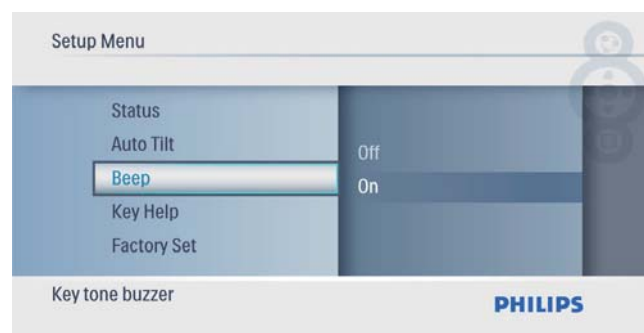 Setup Menu
Status
Auto Tilt
Beep
Key Help
Factory Set
Off
On
Key tone buzzer
PHILIPS